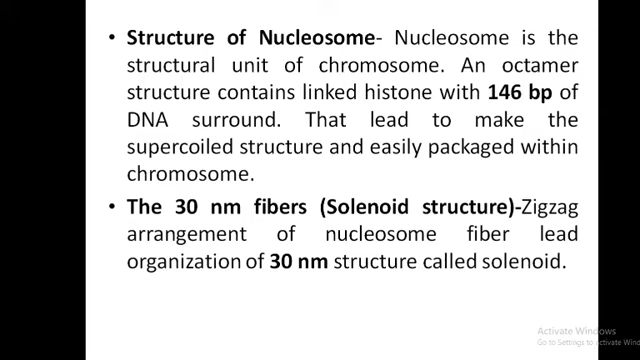 • Structure of Nucleosome- Nucleosome is the
structural unit of chromosome. An octamer
structure contains linked histone with 146 bp of
DNA surround. That lead to make the
supercoiled structure and easily packaged within
chromosome.
• The 30 nm fibers (Solenoid structure)-Zigzag
arrangement of nucleosome fiber lead
organization of 30 nm structure called solenoid.
Activate Windows
Go to Settings to Activate Win